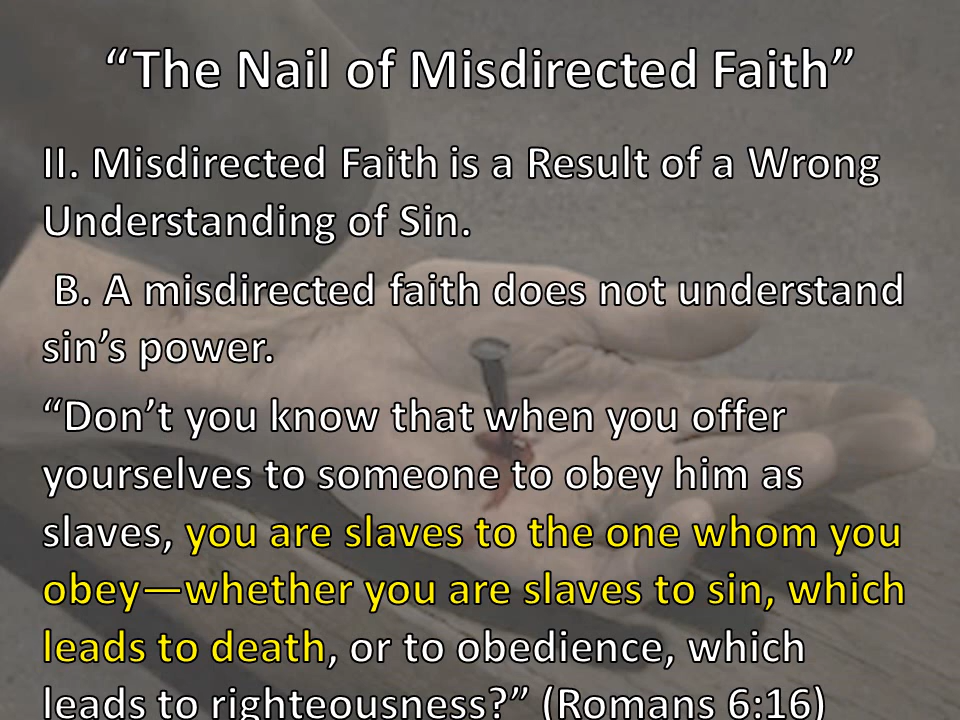 “The Nail of Misdirected Faith”
II. Misdirected Faith is a Result of a Wrong
Understanding of Sin.
B. A misdirected faith does not understand
sin’s power.
“Don’t you know that when you offer
yourselves to someone to obey him as
slaves, you are slaves to the one whom you
obey—whether you are slaves to sin, which
leads to death, or to obedience, which
leads to righteousness?” (Romans 6:16)